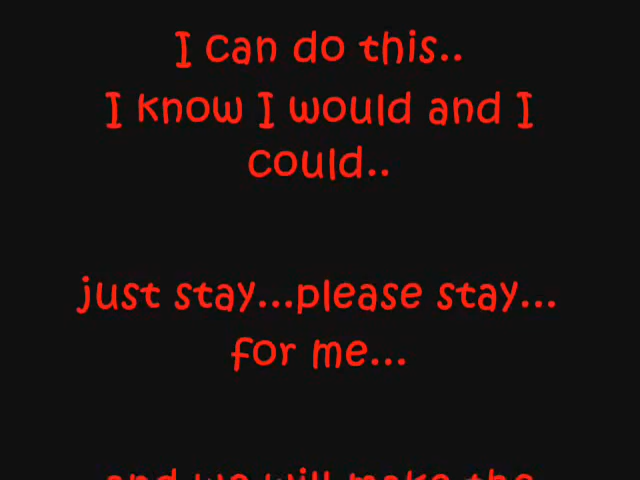 I can do this..
I know I would and I
could..
just stay...please stay...
for me...
and we will make the